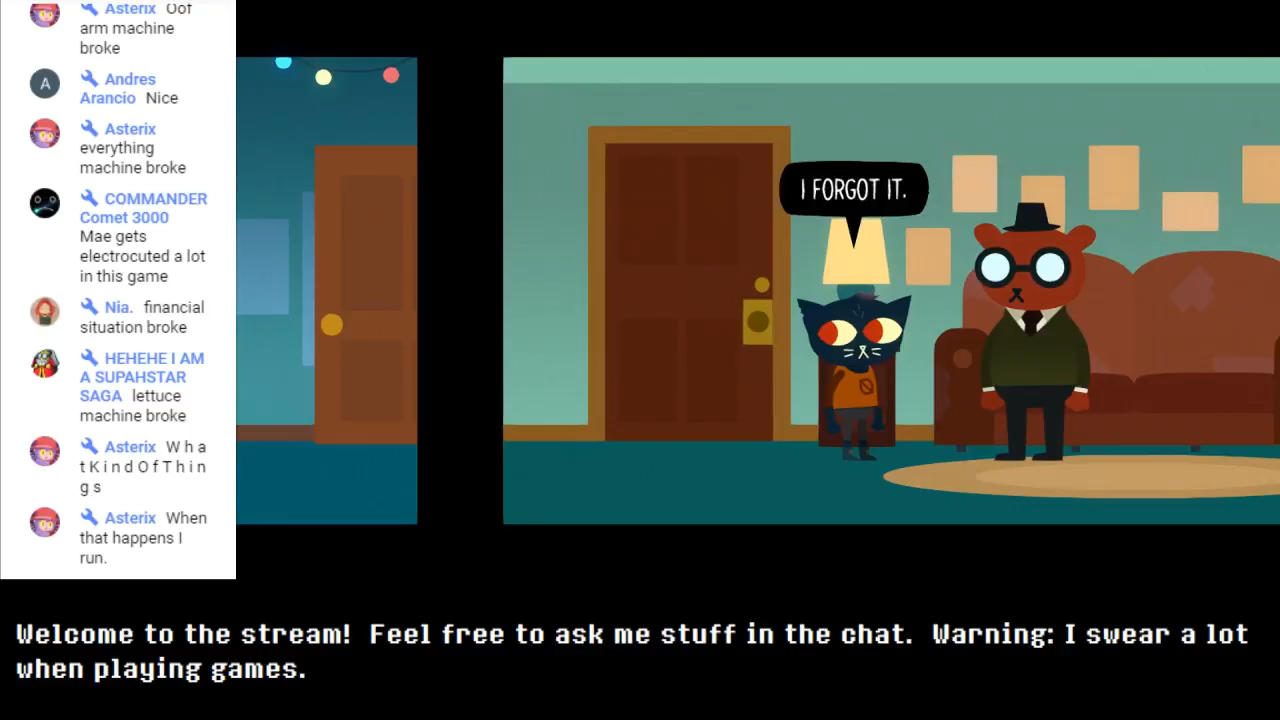 Asterix Oof
arm machine
broke
A
Andres
Arancio Nice
Asterix
everything
machine broke
COMMANDER
Comet 3000
Mae gets
electrocuted a lot
in this game
Nia. financial
situation broke
HEHEHE I AM
A SUPAHSTAR
SAGA lettuce
machine broke
Asterix W h a
t K i n d O f T h i n
g s
Asterix When
that happens I
run.
I FORGOT IT.
Welcome to the stream! Feel free to ask me stuff in the chat. Warning: I swear a lot
when playing games.